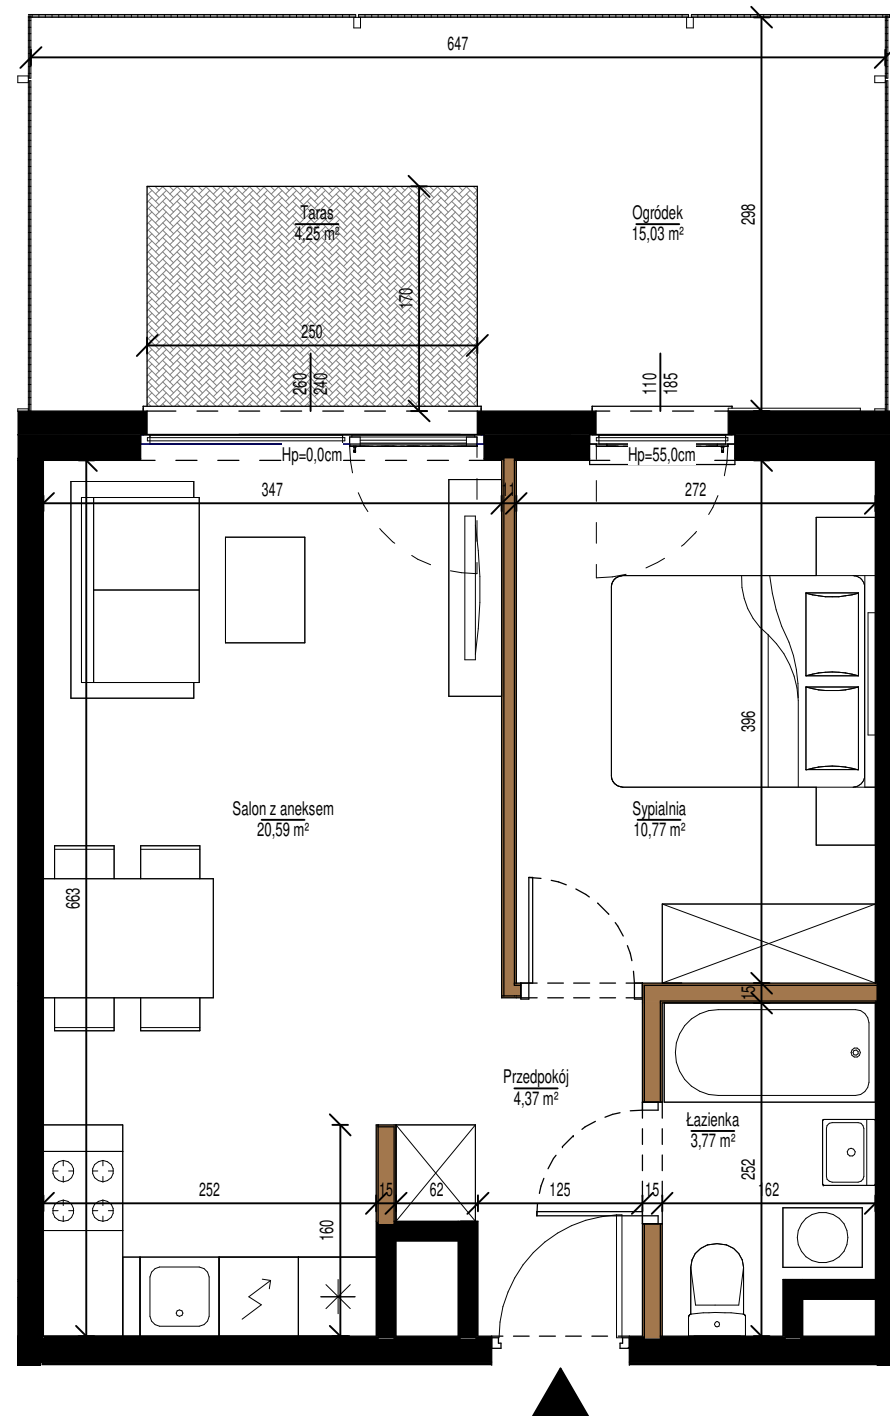 647
298
Taras
4,25 m²
Ogródek
15,03 m²
170
250
260
240
110
185
Hp=0,0cm
Hp=55,0cm
347
11
272
396
Salon z aneksem
20,59 m²
Sypialnia
10,77 m²
663
15
Przedpokój
4,37 m²
Łazienka
3,77 m²
252
252
15
62
125
15
162
160